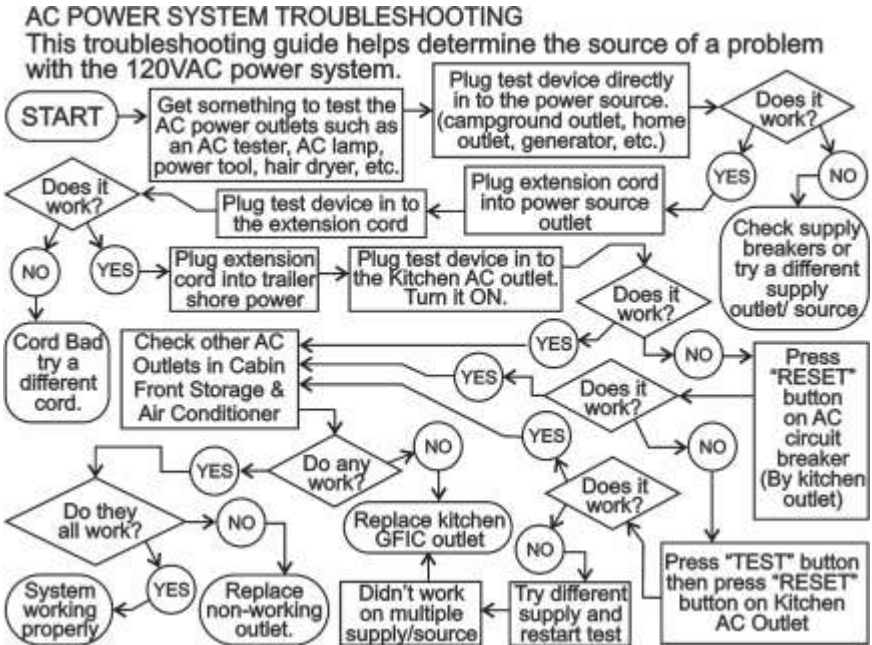 AC POWER SYSTEM TROUBLESHOOTING
This troubleshooting guide helps determine the source of a problem
with the 120VAC power system.
START
Get something to test the
AC power outlets such as
an AC tester, AC lamp,
power tool, hair dryer, etc.
Plug test device directly
in to the power source.
(campground outlet, home
outlet, generator, etc.)
Does it
work?
YES
NO
Check supply
breakers or
try a different
supply
outlet/ source.
Plug extension cord
into power source
outlet
Plug test device in to
the extension cord
Does it
work?
NO
YES
Cord Bad
try a
different
cord.
Plug extension
cord into trailer
shore power
Plug test device in to
the Kitchen AC outlet.
Turn it ON.
Does it
work?
YES
NO
Press
"RESET"
button
on AC
circuit
breaker
(By kitchen
outlet)
Does it
work?
YES
NO
Press "TEST" button
then press "RESET"
button on Kitchen
AC Outlet
Does it
work?
YES
NO
Try different
supply and
restart test
Didn't work
on multiple
supply/source
Replace kitchen
GFIC outlet
Check other AC
Outlets in Cabin
Front Storage &
Air Conditioner
Do any
work?
NO
YES
Do they
all work?
NO
Replace
non-working
outlet.
YES
System
working
properly